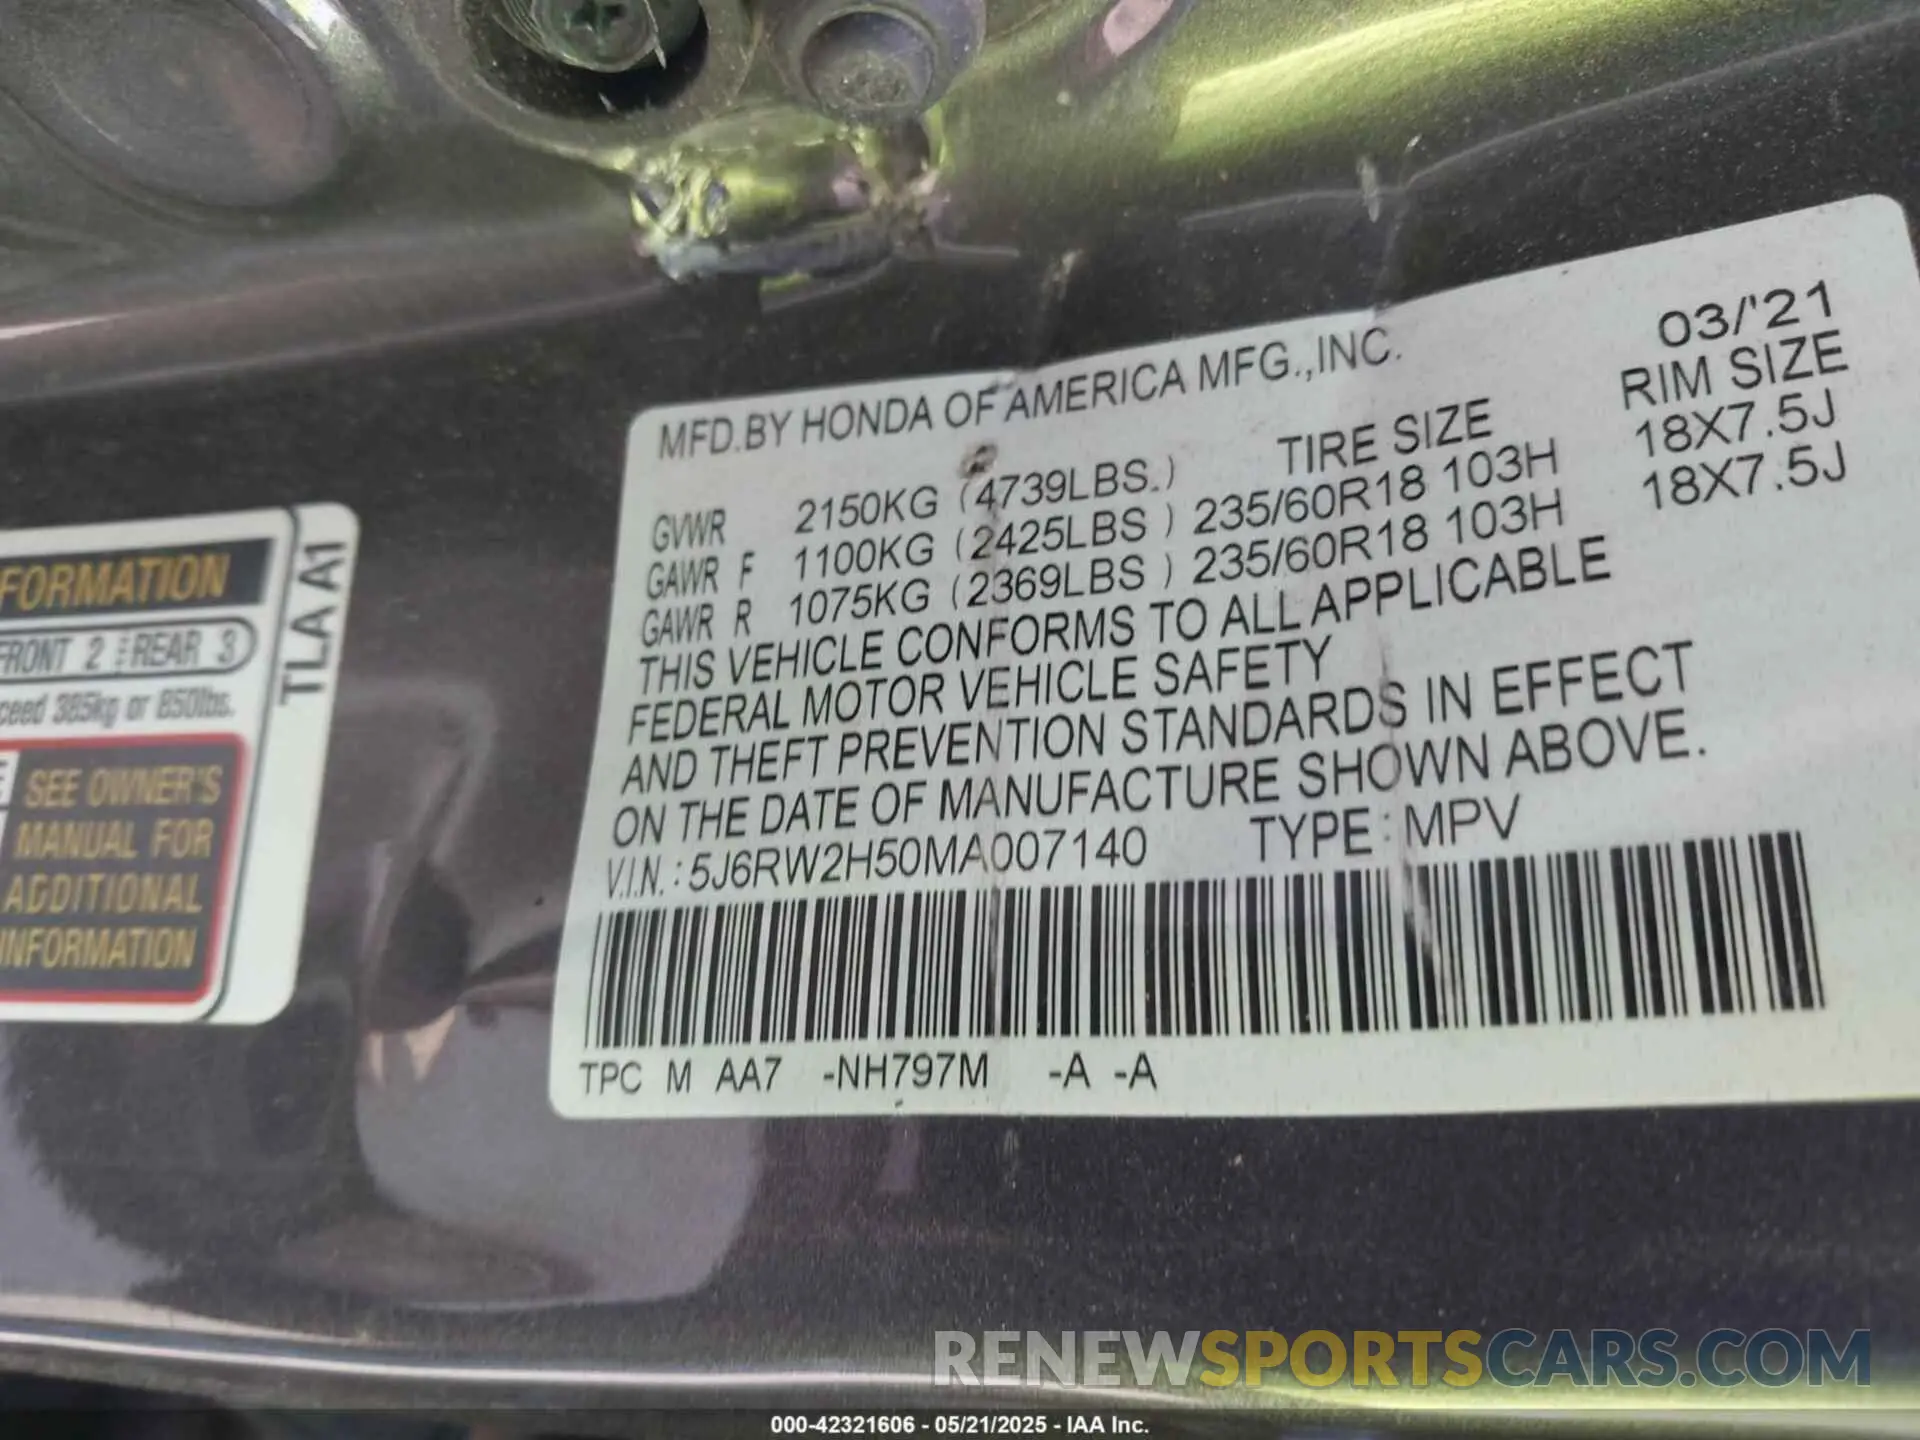 MFD.BY HONDA OF AMERICA MFG.,INC. 03/'21
TIRE SIZE RIM SIZE
GVWR 2150KG (4739LBS.)
GAWR F 1100KG (2425LBS ) 235/60R18 103H 18X7.5J
GAWR R 1075KG (2369LBS ) 235/60R18 103H 18X7.5J
THIS VEHICLE CONFORMS TO ALL APPLICABLE
FEDERAL MOTOR VEHICLE SAFETY
AND THEFT PREVENTION STANDARDS IN EFFECT
ON THE DATE OF MANUFACTURE SHOWN ABOVE.
V.I.N.: 5J6RW2H50MA007140 TYPE: MPV
TPC M AA7 -NH797M -A -A
FORMATION
FRONT 2 REAR 3
ceed 385kg or 850lbs.
SEE OWNER'S
MANUAL FOR
ADDITIONAL
INFORMATION
TLA A1
RENEWSPORTSCARS.COM
000-42321606 - 05/21/2025 - IAA Inc.